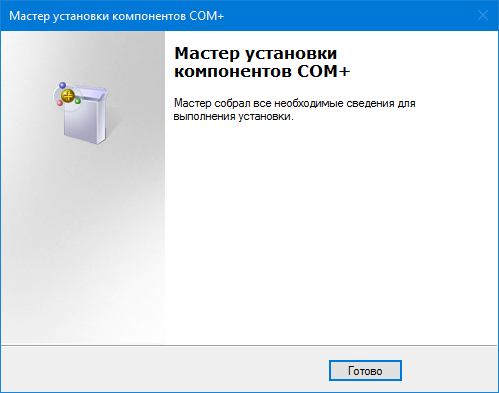 Мастер установки компонентов COM+
Мастер установки
компонентов COM+
Мастер собрал все необходимые сведения для
выполнения установки.
Готово